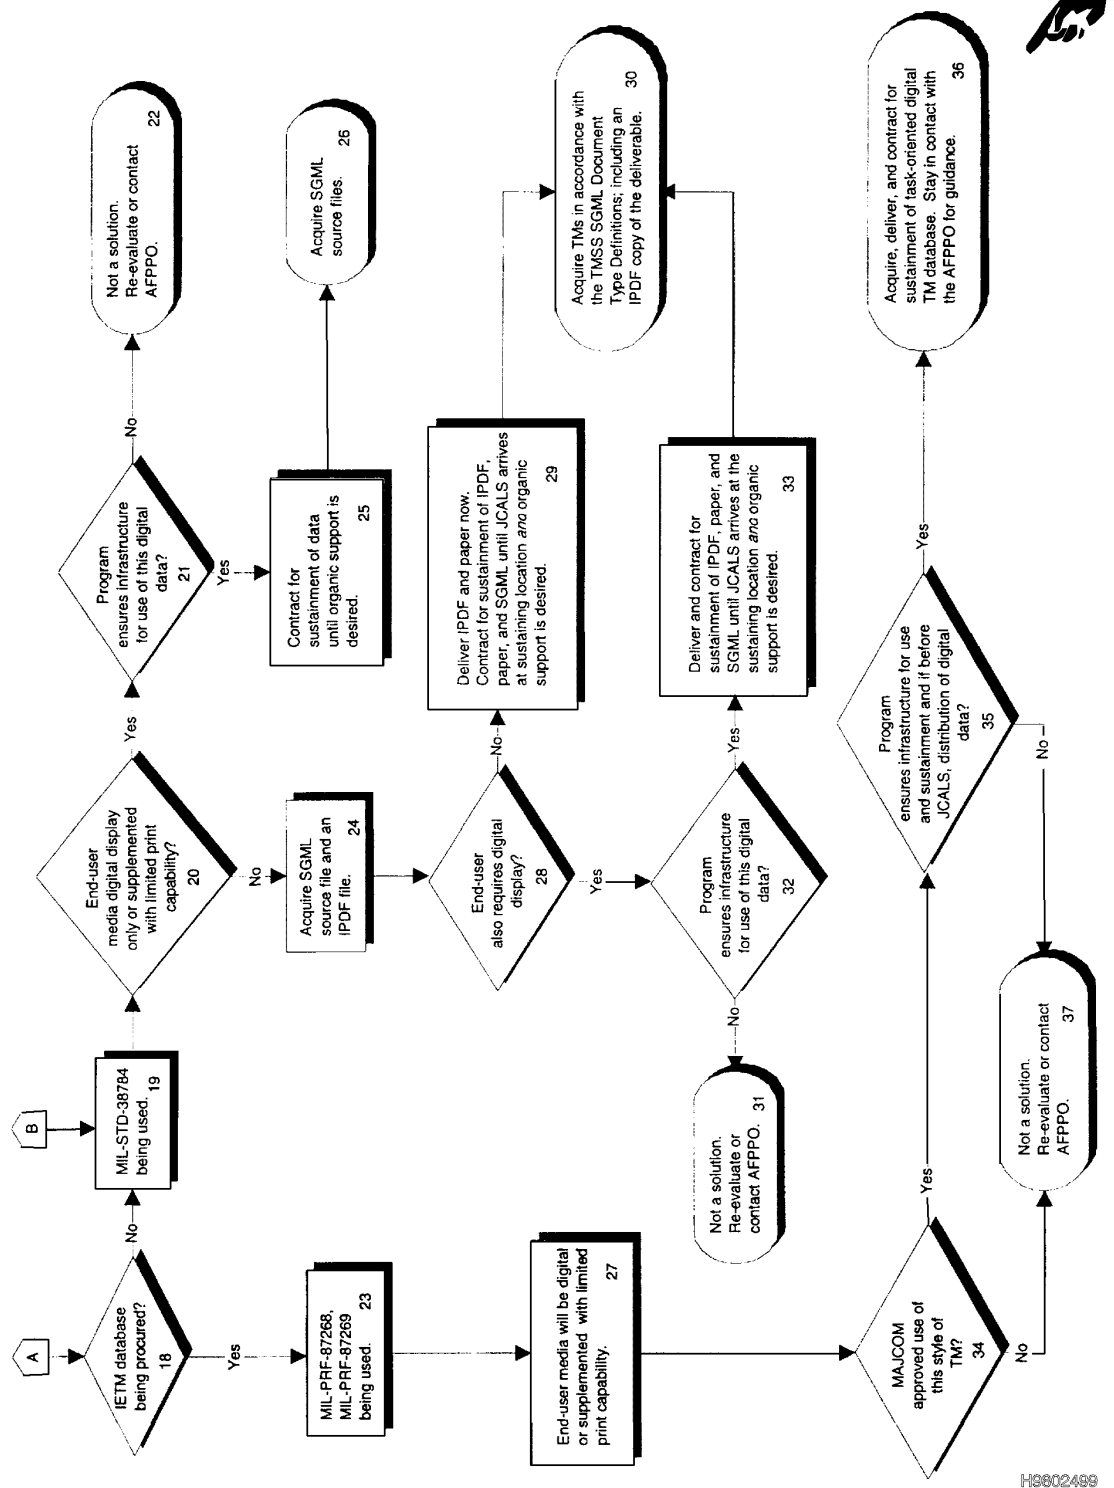 A
IETM database
being procured?
18
No
Yes
B
MIL-STD-38784
being used. 19
End-user
media digital display
only or supplemented
with limited print
capability?
20
Yes
No
Program
ensures infrastructure
for use of this digital
data?
21
No
Yes
Not a solution.
Re-evaluate or contact
AFPPO.
22
MIL-PRF-87268,
MIL-PRF-87269
being used.
23
Acquire SGML
source file and an
IPDF file.
24
Contract for
sustainment of data
until organic support is
desired.
25
Acquire SGML
source files.
26
End-user media will be digital
or supplemented with limited
print capability.
27
End-user
also requires digital
display?
28
No
Yes
Deliver IPDF and paper now.
Contract for sustainment of IPDF,
paper, and SGML until JCALS arrives
at sustaining location and organic
support is desired.
29
Acquire TMs in accordance with
the TMSS SGML Document
Type Definitions; including an
IPDF copy of the deliverable.
30
Not a solution.
Re-evaluate or
contact AFPPO. 31
No
Program
ensures infrastructure
for use of this digital
data?
32
Yes
Deliver and contract for
sustainment of IPDF, paper, and
SGML until JCALS arrives at the
sustaining location and organic
support is desired.
33
MAJCOM
approved use of
this style of
TM?
34
Yes
No
Program
ensures infrastructure for use
and sustainment and if before
JCALS, distribution of digital
data?
35
Yes
No
Acquire, deliver, and contract for
sustainment of task-oriented digital
TM database. Stay in contact with
the AFPPO for guidance.
36
Not a solution.
Re-evaluate or contact
AFPPO.
37
H9802499